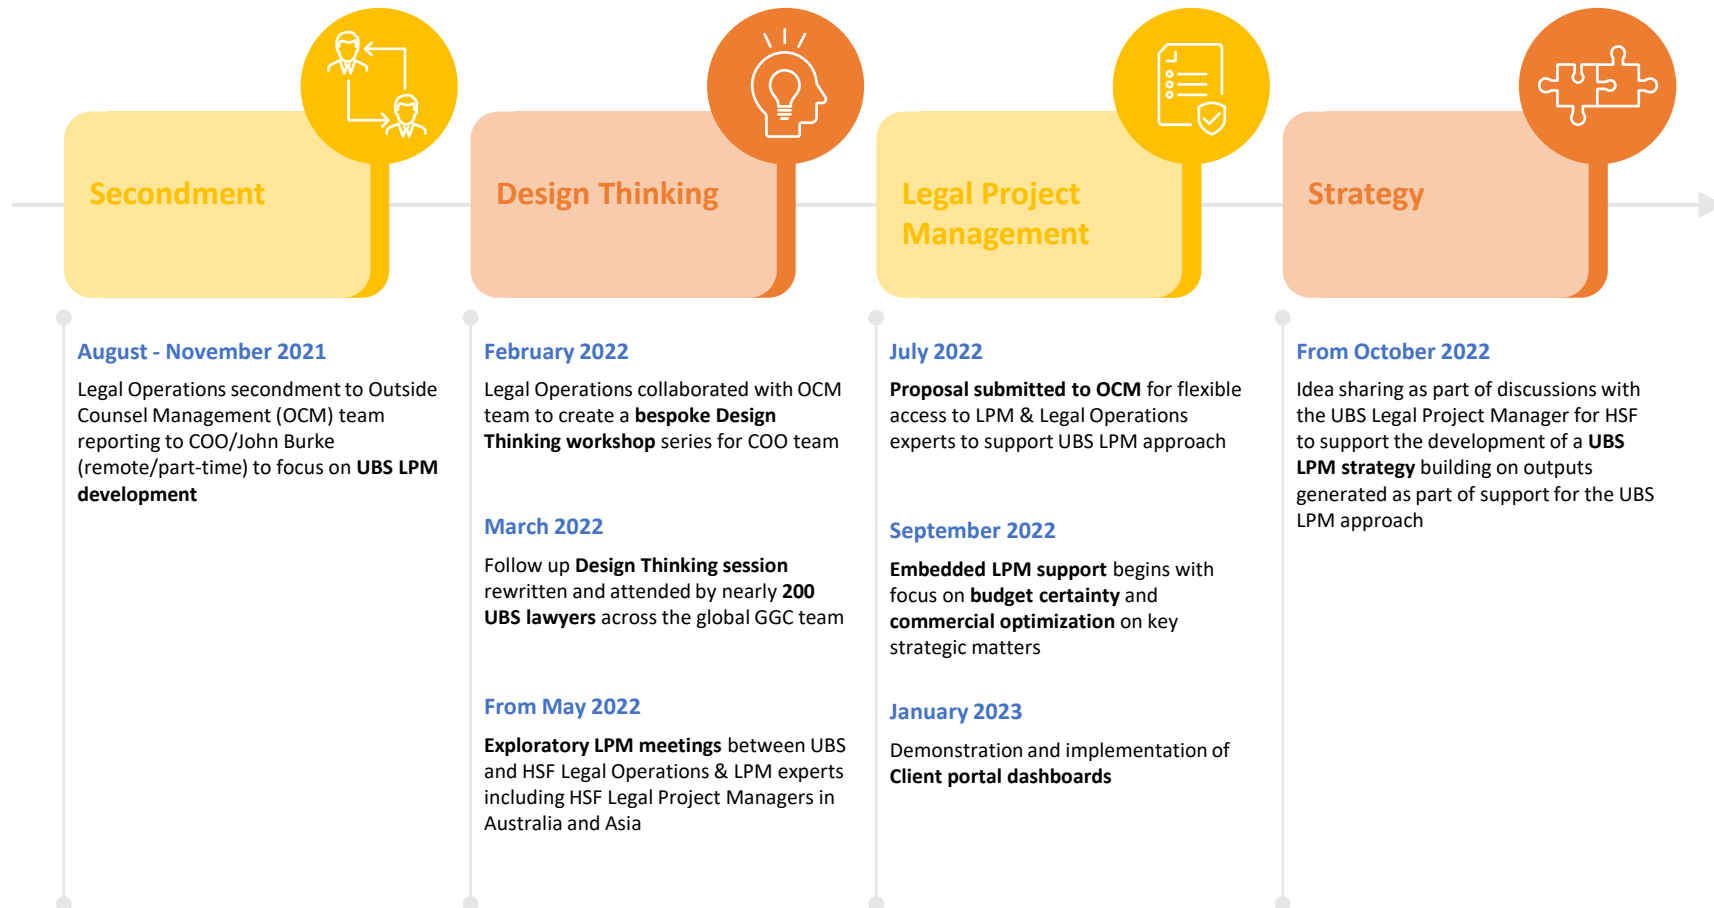 Secondment
August - November 2021
Legal Operations secondment to Outside
Counsel Management (OCM) team
reporting to COO/John Burke
(remote/part-time) to focus on UBS LPM
development
Design Thinking
February 2022
Legal Operations collaborated with OCM
team to create a bespoke Design
Thinking workshop series for COO team
March 2022
Follow up Design Thinking session
rewritten and attended by nearly 200
UBS lawyers across the global GGC team
From May 2022
Exploratory LPM meetings between UBS
and HSF Legal Operations & LPM experts
including HSF Legal Project Managers in
Australia and Asia
Legal Project
Management
July 2022
Proposal submitted to OCM for flexible
access to LPM & Legal Operations
experts to support UBS LPM approach
September 2022
Embedded LPM support begins with
focus on budget certainty and
commercial optimization on key
strategic matters
January 2023
Demonstration and implementation of
Client portal dashboards
Strategy
From October 2022
Idea sharing as part of discussions with
the UBS Legal Project Manager for HSF
to support the development of a UBS
LPM strategy building on outputs
generated as part of support for the UBS
LPM approach